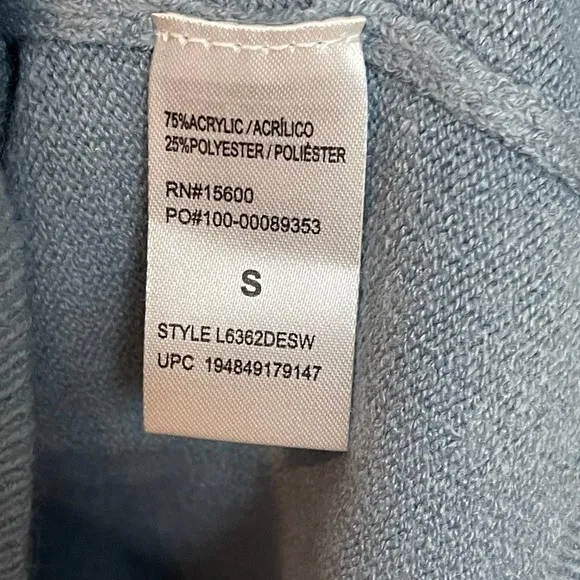 75%ACRYLIC/ACRÍLICO
25%POLYESTER/POLIÉSTER
RN#15600
PO#100-00089353
S
STYLE L6362DESW
UPC 194849179147